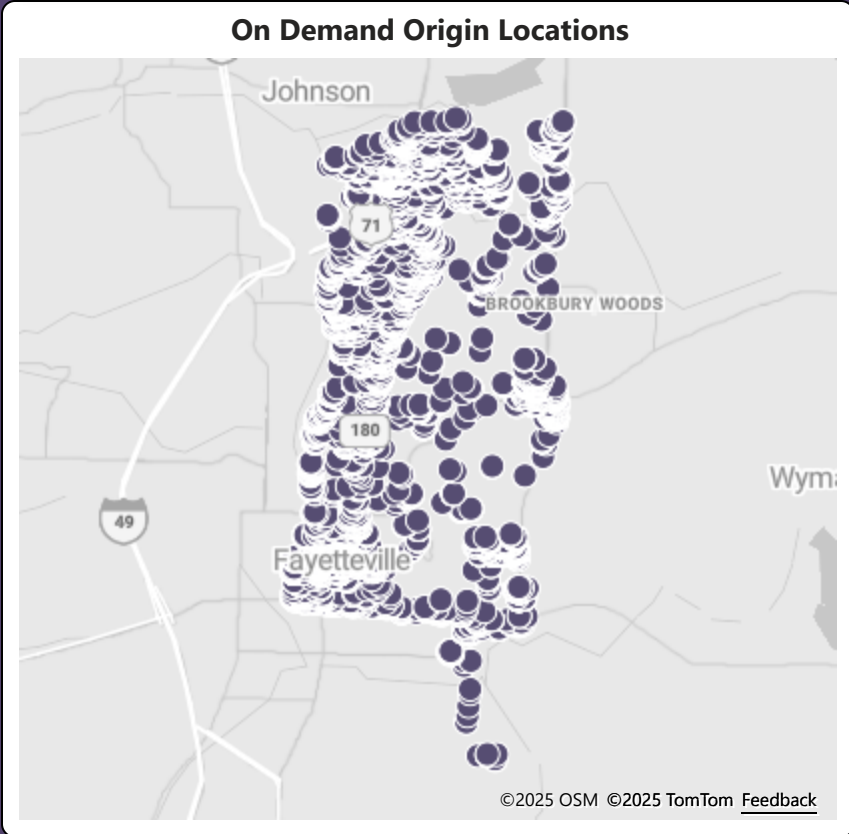 On Demand Origin Locations
Johnson
71
BROOKBURY WOODS
180
Wyma
49
Fayetteville
©2025 OSM ©2025 TomTom Feedback